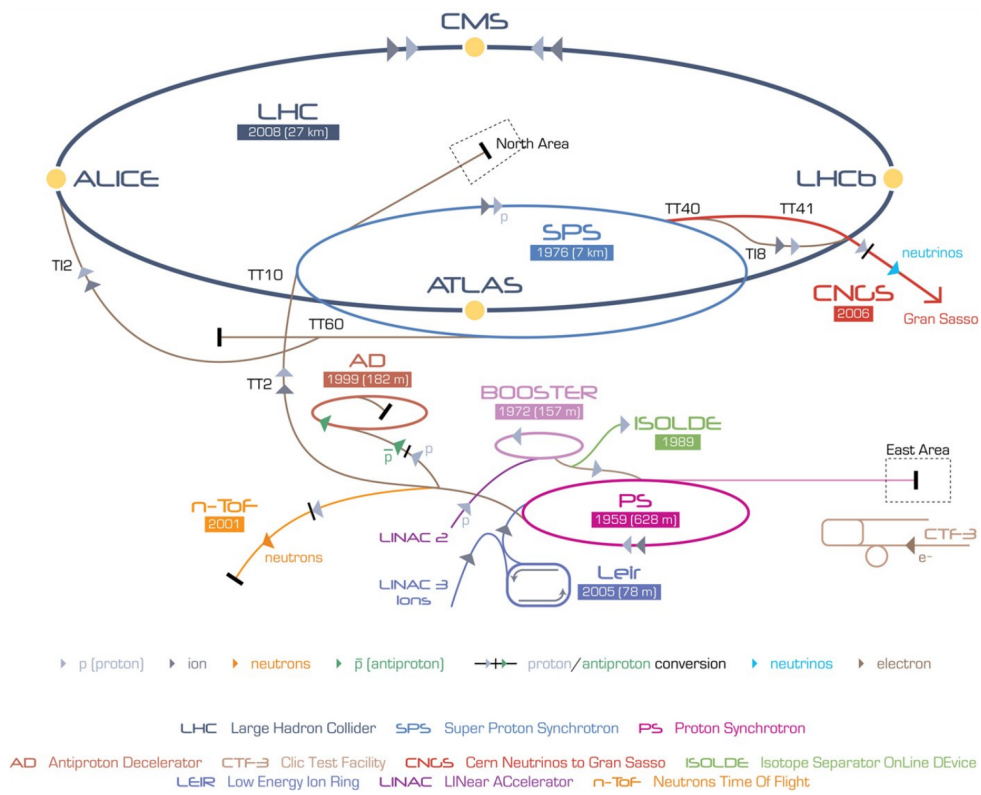 CMS
LHC
2008 (27 km)
North Area
ALICE
LHCb
TT40
TT41
p
SPS
1976 (7 km)
TI8
neutrinos
TI2
TT10
ATLAS
CNGS
2006
Gran Sasso
TT60
AD
1999 (182 m)
TT2
BOOSTER
1972 (157 m)
ISOLDE
1989
p̄
p
East Area
n-ToF
2001
PS
1959 (628 m)
p
LINAC 2
neutrons
CTF-3
e-
LINAC 3
Ions
Leir
2005 (78 m)
p (proton)
ion
neutrons
p̄ (antiproton)
proton/antiproton conversion
neutrinos
electron
LHC Large Hadron Collider SPS Super Proton Synchrotron PS Proton Synchrotron
AD Antiproton Decelerator CTF-3 Clic Test Facility CNGS Cern Neutrinos to Gran Sasso ISOLDE Isotope Separator OnLine DEvice
LEIR Low Energy Ion Ring LINAC LINear ACcelerator n-ToF Neutrons Time Of Flight